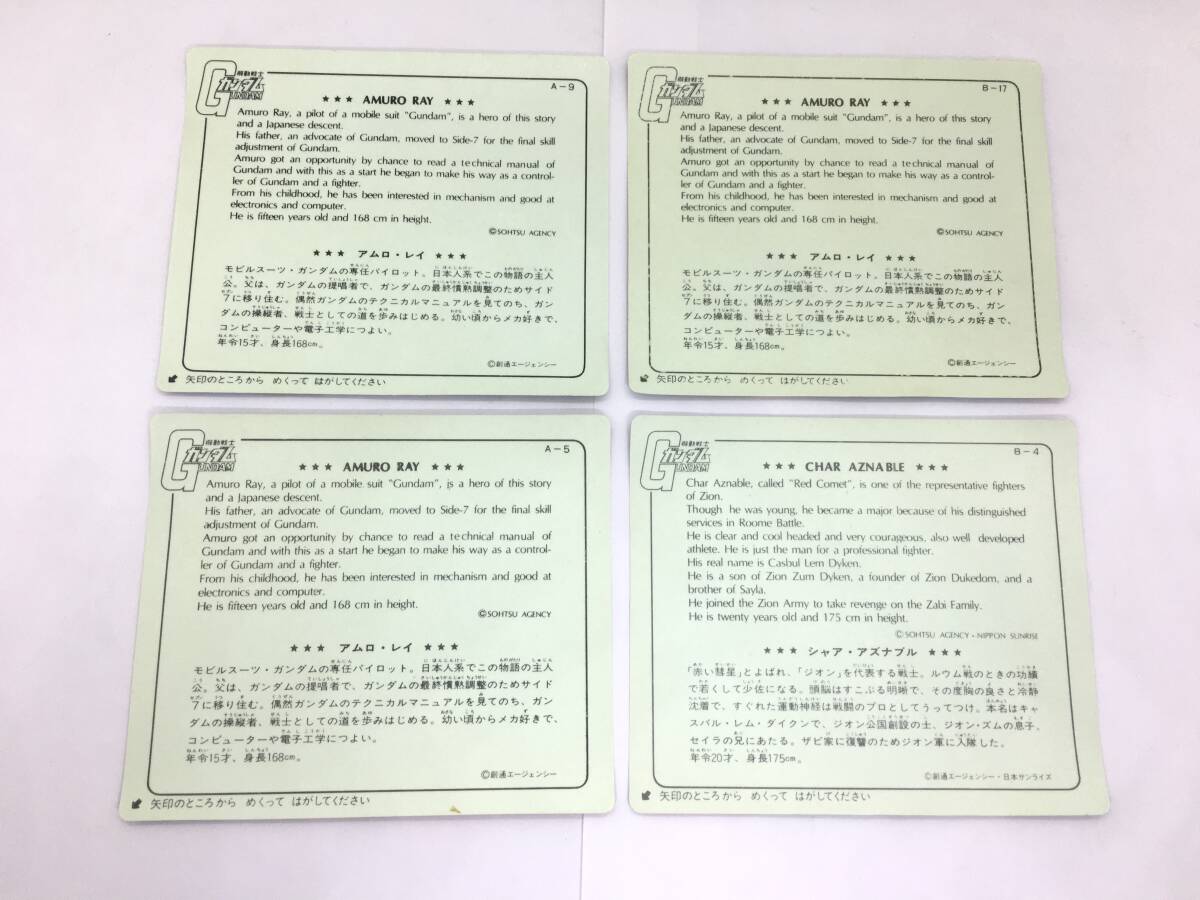 機動戦士
ガンダム
GUNDAM
A-9
★★★ AMURO RAY ★★★
Amuro Ray, a pilot of a mobile suit "Gundam", is a hero of this story
and a Japanese descent.
His father, an advocate of Gundam, moved to Side-7 for the final skill
adjustment of Gundam.
Amuro got an opportunity by chance to read a technical manual of
Gundam and with this as a start he began to make his way as a control-
ler of Gundam and a fighter.
From his childhood, he has been interested in mechanism and good at
electronics and computer.
He is fifteen years old and 168 cm in height.
©SOHTSU AGENCY
★★★ アムロ・レイ ★★★
モビルスーツ・ガンダムの専任パイロット。日本人系でこの物語の主人
公。父は、ガンダムの提唱者で、ガンダムの最終慣熟調整のためサイド
7に移り住む。偶然ガンダムのテクニカルマニュアルを見てのち、ガン
ダムの操縦者、戦士としての道を歩みはじめる。幼い頃からメカ好きで、
コンピューターや電子工学につよい。
年令15才、身長168cm。
©創通エージェンシー
矢印のところから めくって はがしてください
機動戦士
ガンダム
GUNDAM
B-17
★★★ AMURO RAY ★★★
Amuro Ray, a pilot of a mobile suit "Gundam", is a hero of this story
and a Japanese descent.
His father, an advocate of Gundam, moved to Side-7 for the final skill
adjustment of Gundam.
Amuro got an opportunity by chance to read a technical manual of
Gundam and with this as a start he began to make his way as a control-
ler of Gundam and a fighter.
From his childhood, he has been interested in mechanism and good at
electronics and computer.
He is fifteen years old and 168 cm in height.
©SOHTSU AGENCY
★★★ アムロ・レイ ★★★
モビルスーツ・ガンダムの専任パイロット。日本人系でこの物語の主人
公。父は、ガンダムの提唱者で、ガンダムの最終慣熟調整のためサイド
7に移り住む。偶然ガンダムのテクニカルマニュアルを見てのち、ガン
ダムの操縦者、戦士としての道を歩みはじめる。幼い頃からメカ好きで、
コンピューターや電子工学につよい。
年令15才、身長168cm。
©創通エージェンシー
矢印のところから めくって はがしてください
機動戦士
ガンダム
GUNDAM
A-5
★★★ AMURO RAY ★★★
Amuro Ray, a pilot of a mobile suit "Gundam", is a hero of this story
and a Japanese descent.
His father, an advocate of Gundam, moved to Side-7 for the final skill
adjustment of Gundam.
Amuro got an opportunity by chance to read a technical manual of
Gundam and with this as a start he began to make his way as a control-
ler of Gundam and a fighter.
From his childhood, he has been interested in mechanism and good at
electronics and computer.
He is fifteen years old and 168 cm in height.
©SOHTSU AGENCY
★★★ アムロ・レイ ★★★
モビルスーツ・ガンダムの専任パイロット。日本人系でこの物語の主人
公。父は、ガンダムの提唱者で、ガンダムの最終慣熟調整のためサイド
7に移り住む。偶然ガンダムのテクニカルマニュアルを見てのち、ガン
ダムの操縦者、戦士としての道を歩みはじめる。幼い頃からメカ好きで、
コンピューターや電子工学につよい。
年令15才、身長168cm。
©創通エージェンシー
矢印のところから めくって はがしてください
機動戦士
ガンダム
GUNDAM
B-4
★★★ CHAR AZNABLE ★★★
Char Aznable, called "Red Comet", is one of the representative fighters
of Zion.
Though he was young, he became a major because of his distinguished
services in Roome Battle.
He is clear and cool headed and very courageous, also well developed
athlete. He is just the man for a professional fighter.
His real name is Casbul Lem Dyken.
He is a son of Zion Zum Dyken, a founder of Zion Dukedom, and a
brother of Sayla.
He joined the Zion Army to take revenge on the Zabi Family.
He is twenty years old and 175 cm in height.
©SOHTSU AGENCY・NIPPON SUNRISE
★★★ シャア・アズナブル ★★★
「赤い彗星」とよばれ、「ジオン」を代表する戦士。ルウム戦のときの功績
で若くして少佐になる。頭脳はすこぶる明晰で、その度胸の良さと冷静
沈着で、すぐれた運動神経は戦闘のプロとしてうってつけ。本名はキャ
スバル・レム・ダイクンで、ジオン公国創設の士、ジオン・ズムの息子。
セイラの兄にあたる。ザビ家に復讐のためジオン軍に入隊した。
年令20才、身長175cm。
©創通エージェンシー・日本サンライズ
矢印のところから めくって はがしてください